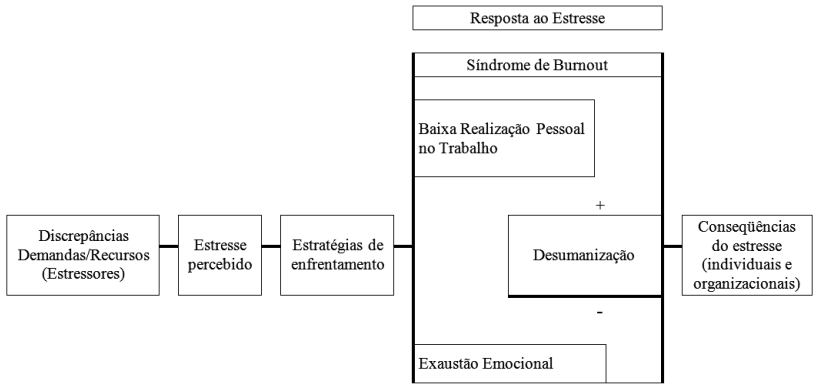 Resposta ao Estresse
Síndrome de Burnout
Baixa Realização Pessoal
no Trabalho
+
Discrepâncias
Demandas/Recursos
(Estressores)
Estresse
percebido
Estratégias de
enfrentamento
Desumanização
Conseqüências
do estresse
(individuais e
organizacionais)
-
Exaustão Emocional